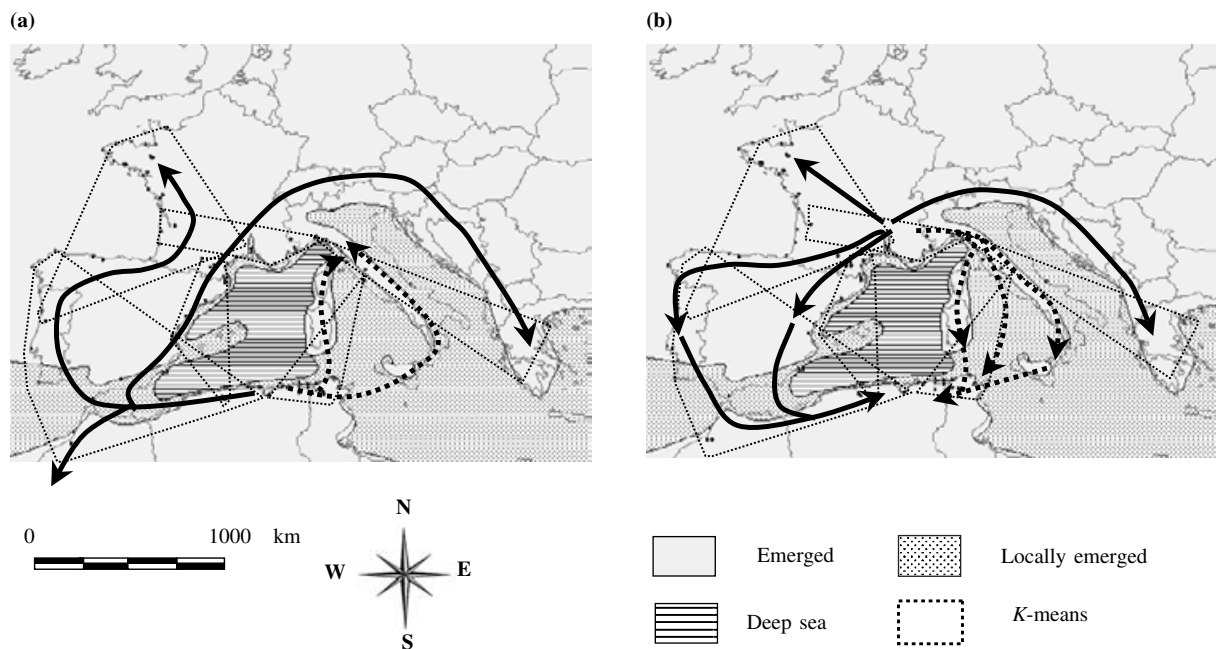 (a)
(b)
0 1000 km
N
W E
S
Emerged
Locally emerged
Deep sea
K-means